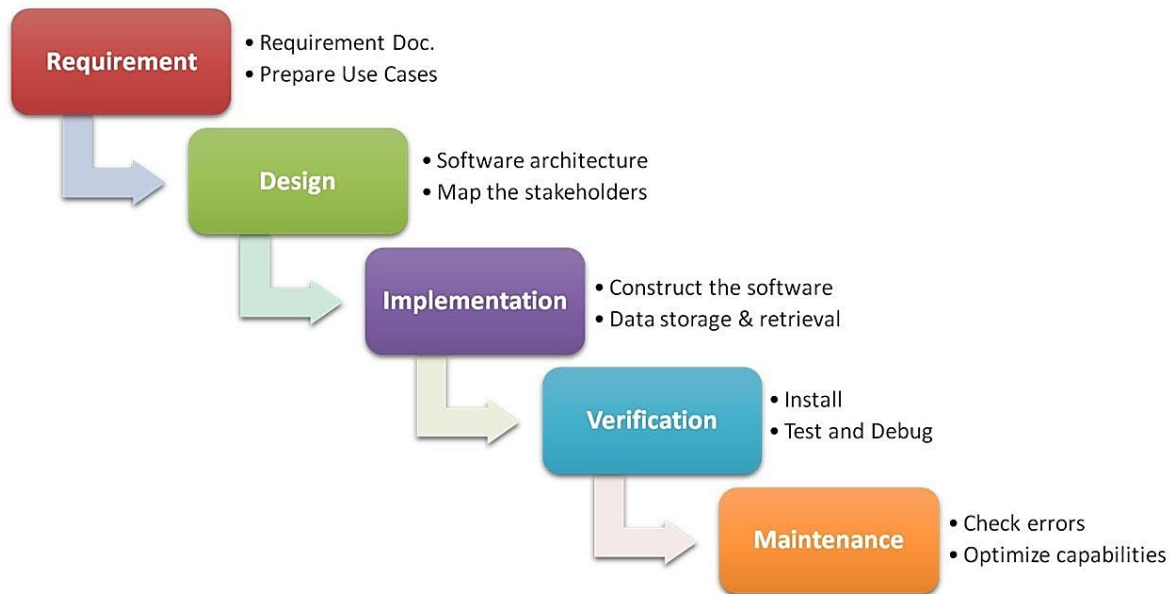 Requirement
• Requirement Doc.
• Prepare Use Cases
Design
• Software architecture
• Map the stakeholders
Implementation
• Construct the software
• Data storage & retrieval
Verification
• Install
• Test and Debug
Maintenance
• Check errors
• Optimize capabilities